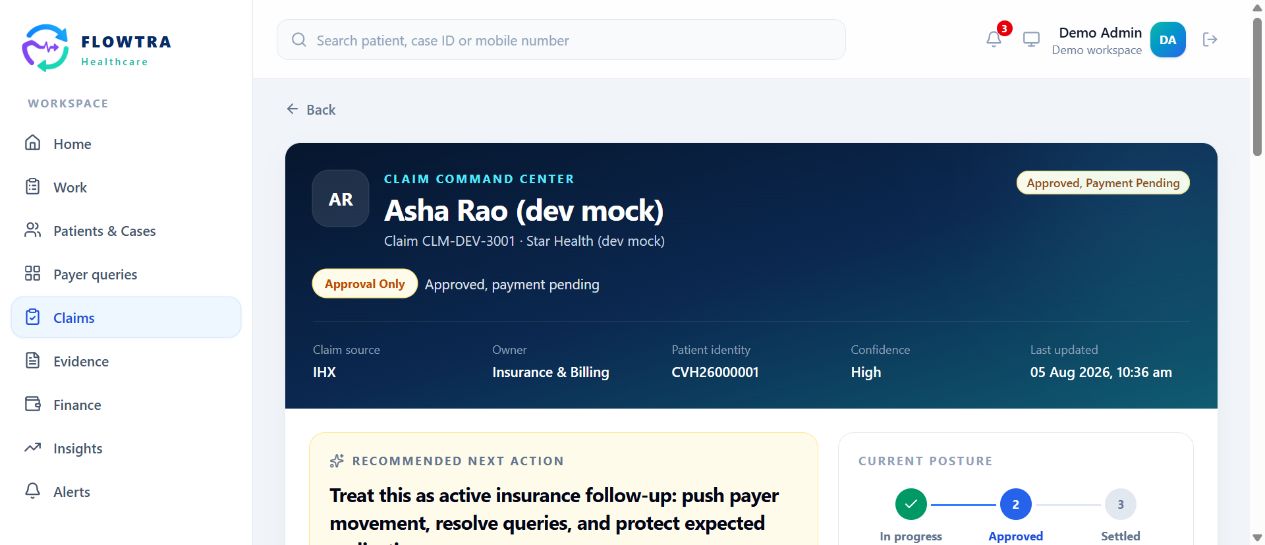 FLOWTRA
Healthcare
WORKSPACE
Home
Work
Patients & Cases
Payer queries
Claims
Evidence
Finance
Insights
Alerts
Search patient, case ID or mobile number
3
Demo Admin
Demo workspace
DA
Back
AR
CLAIM COMMAND CENTER
Asha Rao (dev mock)
Claim CLM-DEV-3001 · Star Health (dev mock)
Approved, Payment Pending
Approval Only
Approved, payment pending
Claim source
IHX
Owner
Insurance & Billing
Patient identity
CVH26000001
Confidence
High
Last updated
05 Aug 2026, 10:36 am
RECOMMENDED NEXT ACTION
Treat this as active insurance follow-up: push payer
movement, resolve queries, and protect expected
CURRENT POSTURE
2
3
In progress
Approved
Settled